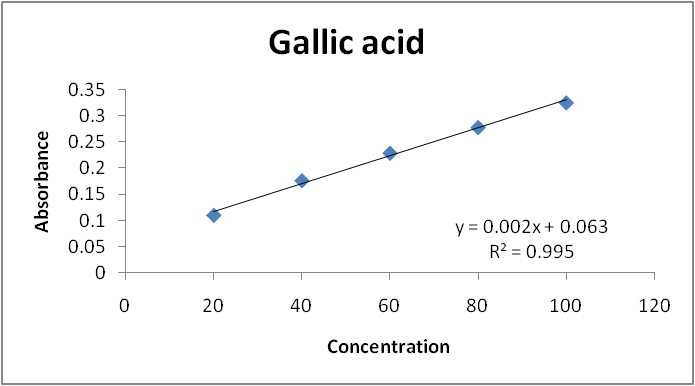 Gallic acid
0.35
0.3
0.25
0.2
0.15
0.1
0.05
0
Absorbance
y = 0.002x + 0.063
R² = 0.995
0 20 40 60 80 100 120
Concentration